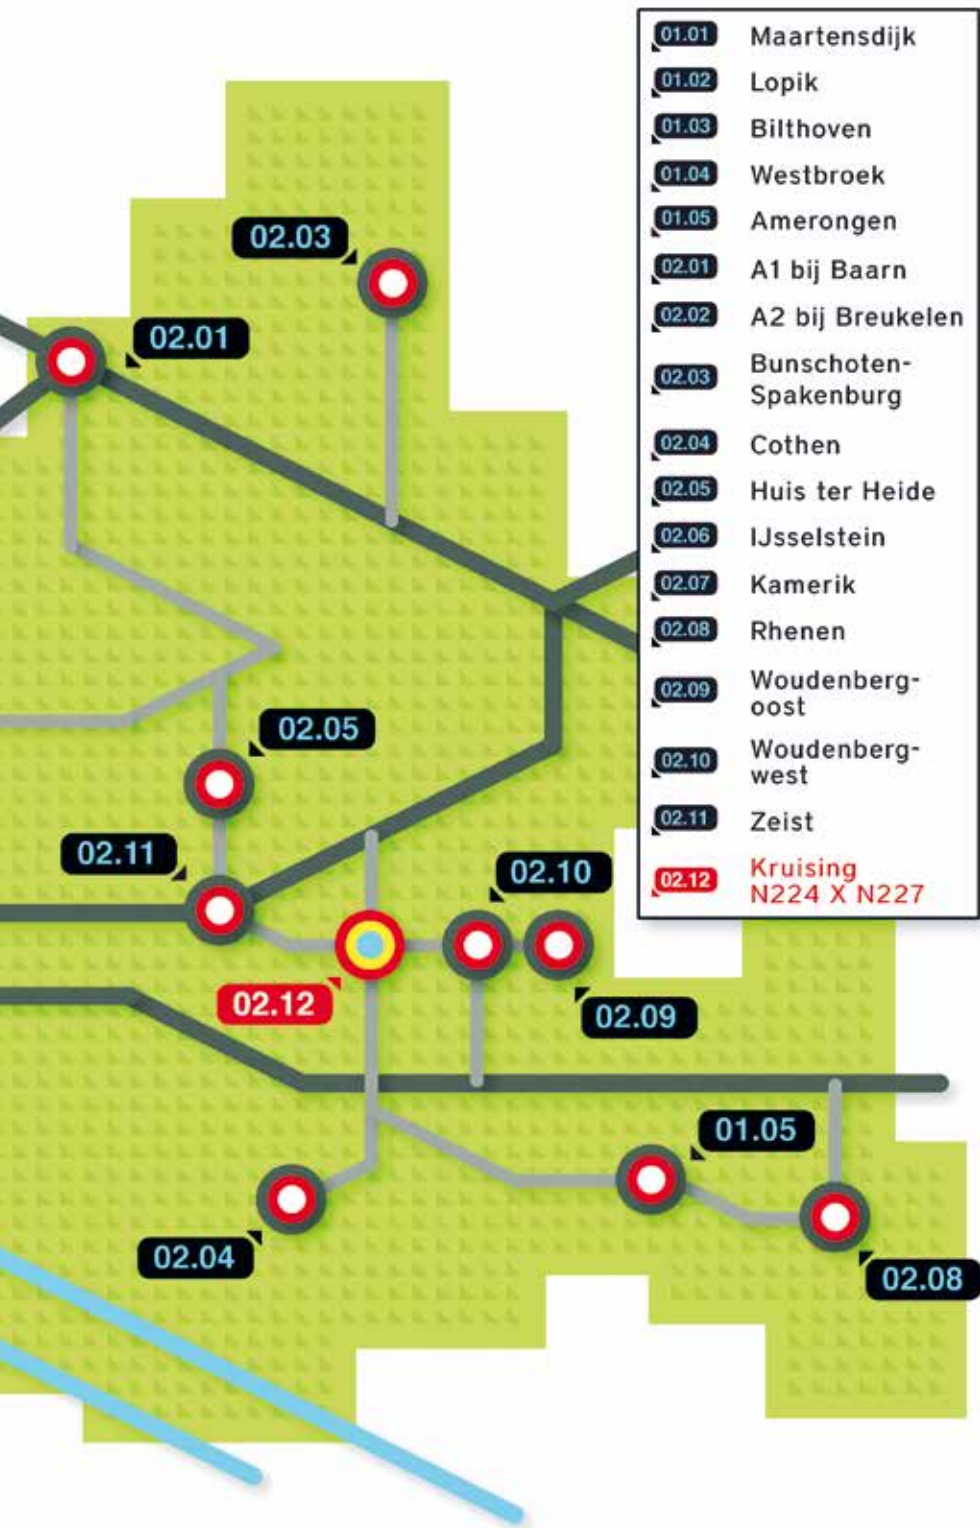 01.01 Maartensdijk
01.02 Lopik
01.03 Bilthoven
01.04 Westbroek
01.05 Amerongen
02.01 A1 bij Baarn
02.02 A2 bij Breukelen
02.03 Bunschoten-
Spakenburg
02.04 Cothen
02.05 Huis ter Heide
02.06 IJsselstein
02.07 Kamerik
02.08 Rhenen
02.09 Woudenberg-
oost
02.10 Woudenberg-
west
02.11 Zeist
02.12 Kruising
N224 X N227
02.03
02.01
02.05
02.11
02.10
02.12
02.09
01.05
02.04
02.08